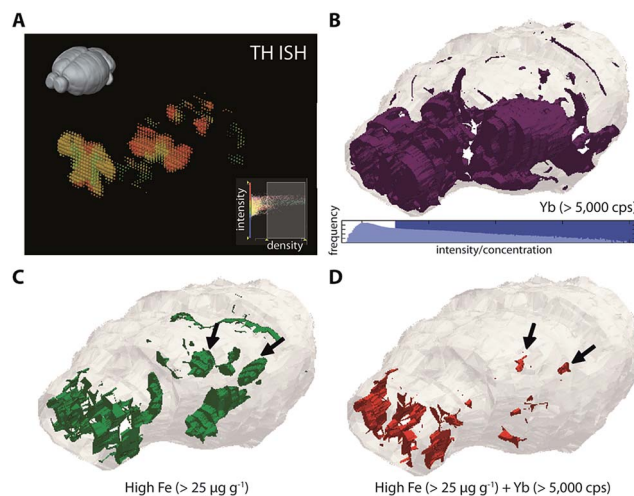 A
TH ISH
intensity
density
B
Yb (> 5,000 cps)
frequency
intensity/concentration
C
High Fe (> 25 µg g⁻¹)
D
High Fe (> 25 µg g⁻¹) + Yb (> 5,000 cps)